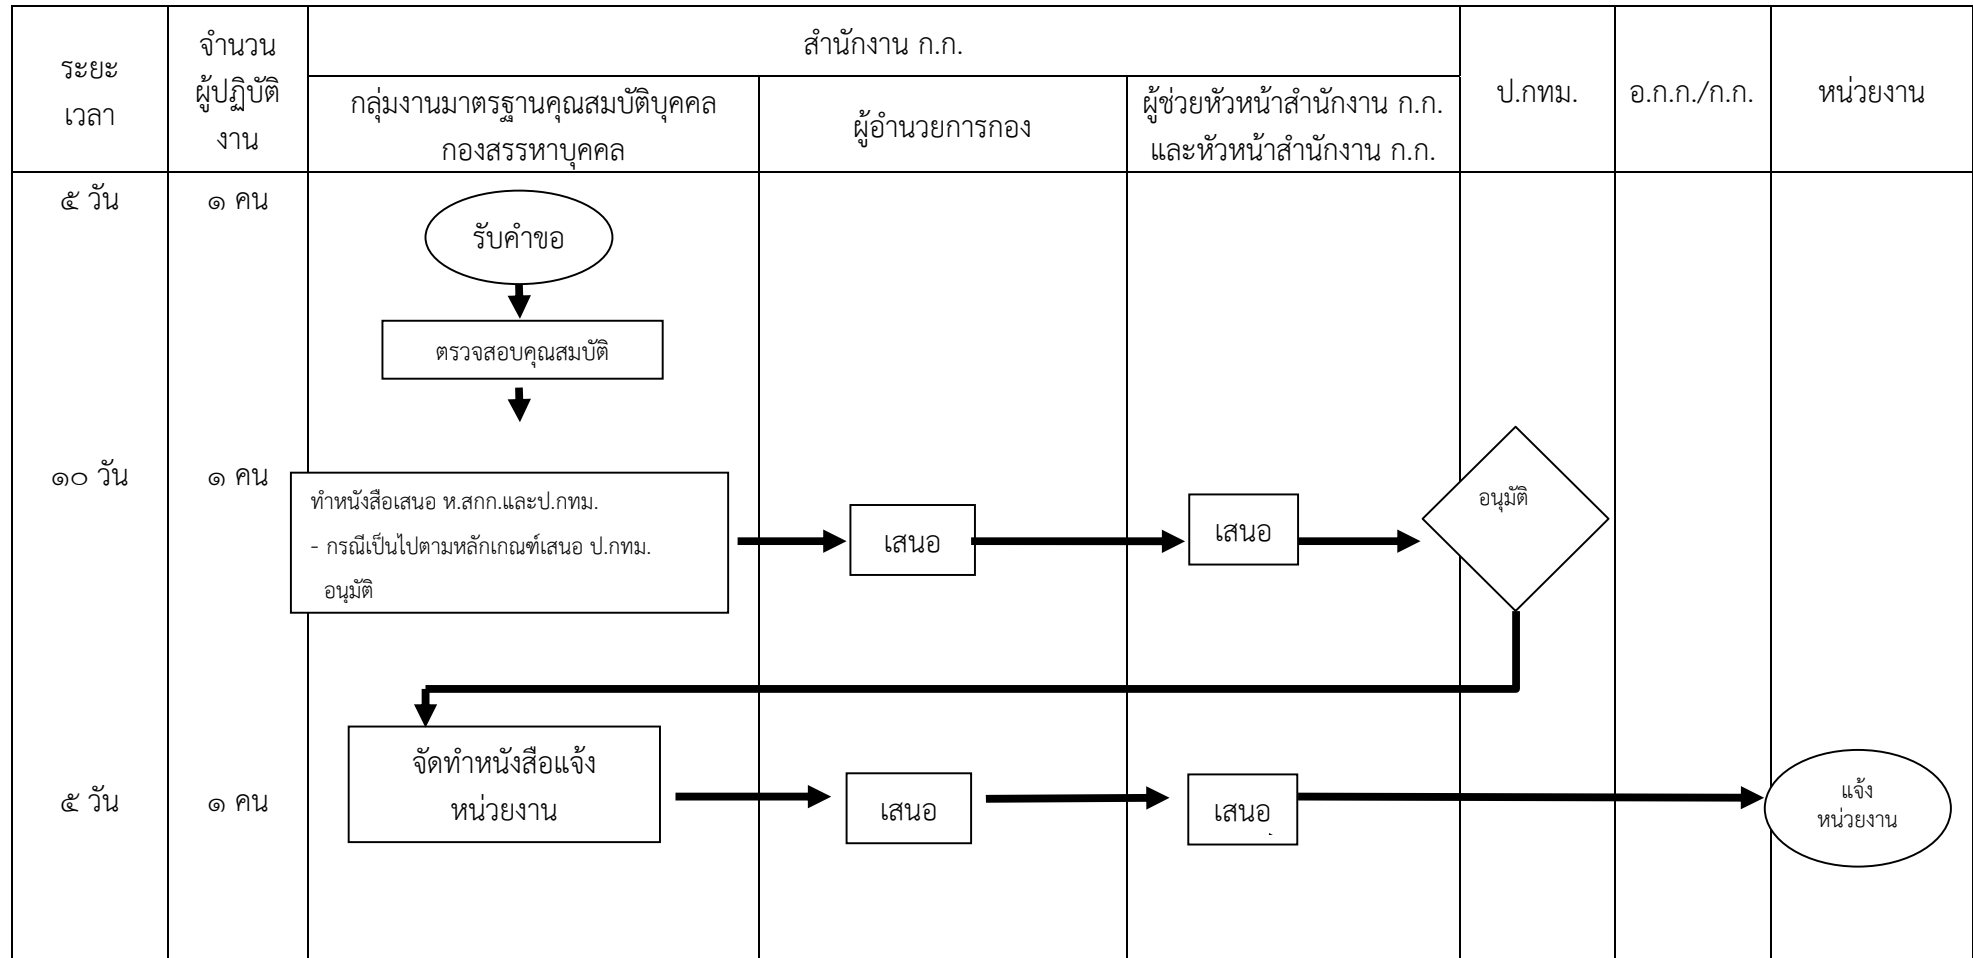 ระยะ
เวลา
จำนวน
ผู้ปฏิบัติ
งาน
สำนักงาน ก.ก.
กลุ่มงานมาตรฐานคุณสมบัติบุคคล
กองสรรหาบุคคล
ผู้อำนวยการกอง
ผู้ช่วยหัวหน้าสำนักงาน ก.ก.
และหัวหน้าสำนักงาน ก.ก.
ป.กทม.
อ.ก.ก./ก.ก.
หน่วยงาน
๕ วัน
๑ คน
รับคำขอ
ตรวจสอบคุณสมบัติ
๑๐ วัน
๑ คน
ทำหนังสือเสนอ ห.สกก.และป.กทม.
- กรณีเป็นไปตามหลักเกณฑ์เสนอ ป.กทม.
อนุมัติ
เสนอ
เสนอ
อนุมัติ
๕ วัน
๑ คน
จัดทำหนังสือแจ้ง
หน่วยงาน
เสนอ
เสนอ
แจ้ง
หน่วยงาน